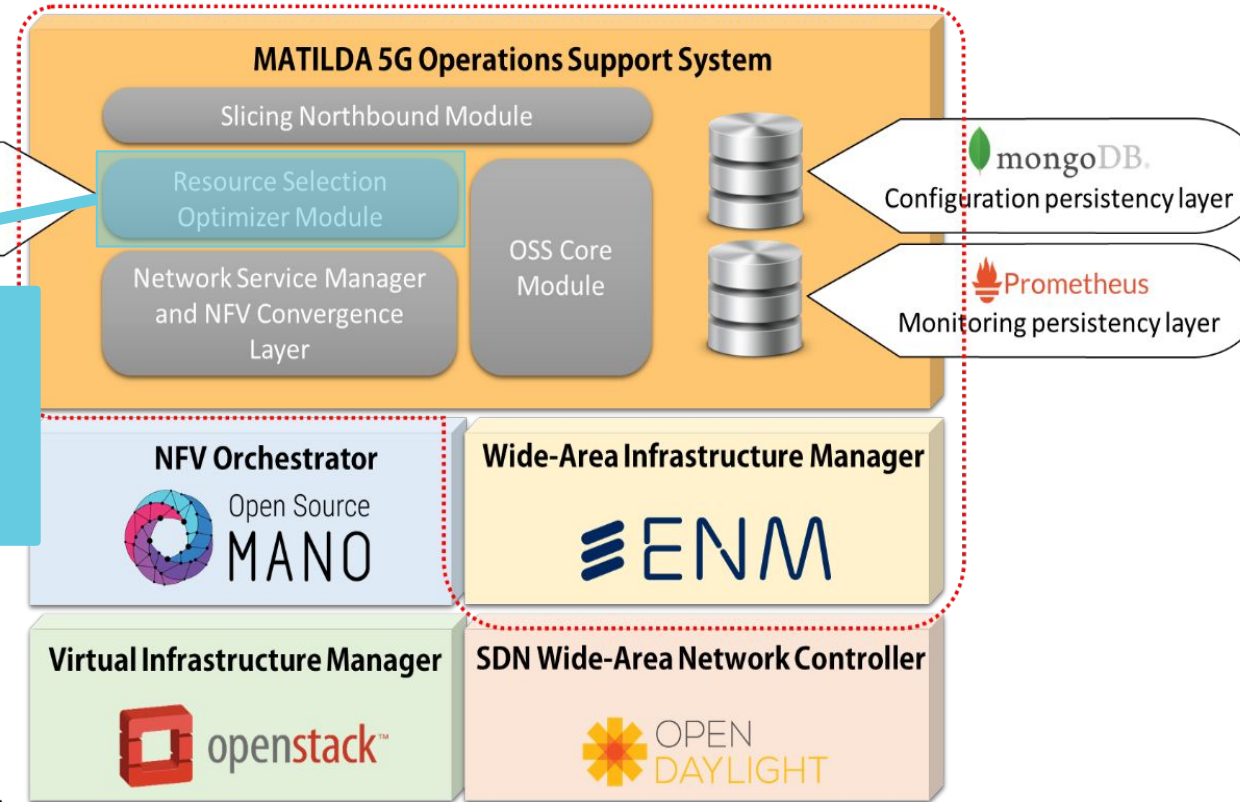 MATILDA 5G Operations Support System
Slicing Northbound Module
Resource Selection
Optimizer Module
Network Service Manager
and NFV Convergence
Layer
OSS Core
Module
mongoDB.
Configuration persistency layer
Prometheus
Monitoring persistency layer
NFV Orchestrator
Open Source
MANO
Wide-Area Infrastructure Manager
ENM
Virtual Infrastructure Manager
openstack™
SDN Wide-Area Network Controller
OPEN
DAYLIGHT